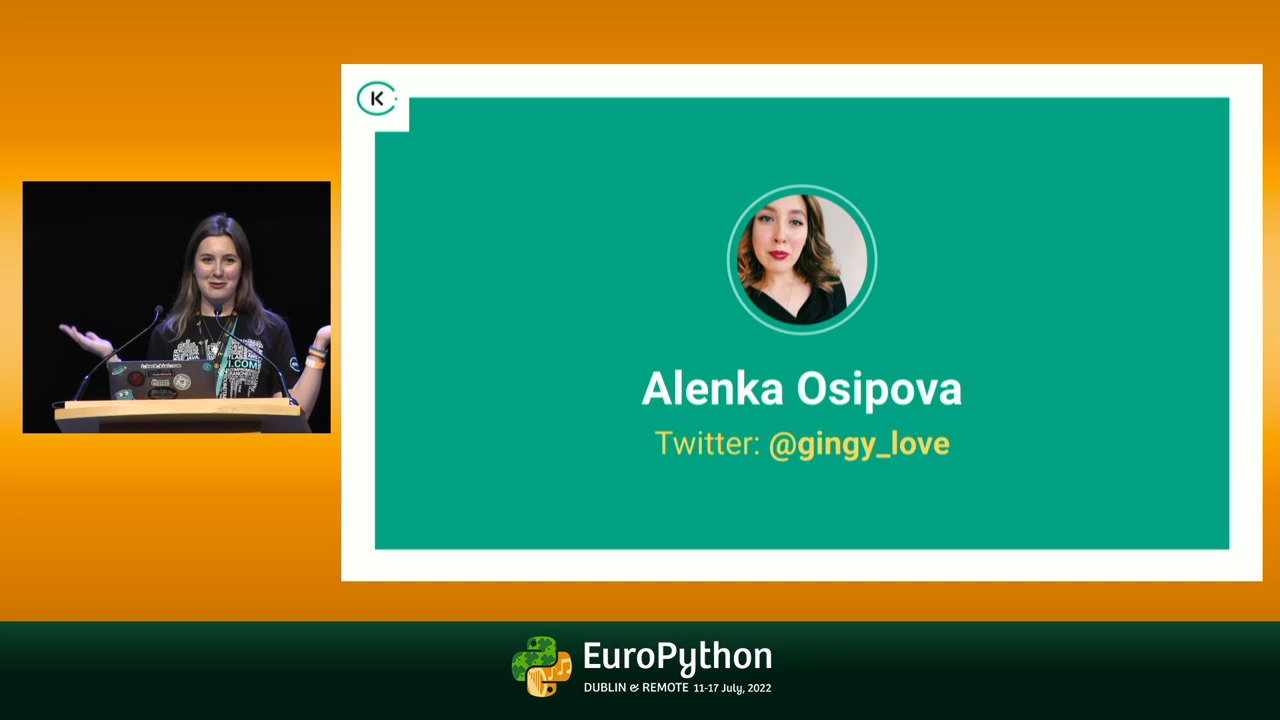 K
Alenka Osipova
Twitter: @gingy_love
EuroPython
DUBLIN & REMOTE 11-17 July, 2022